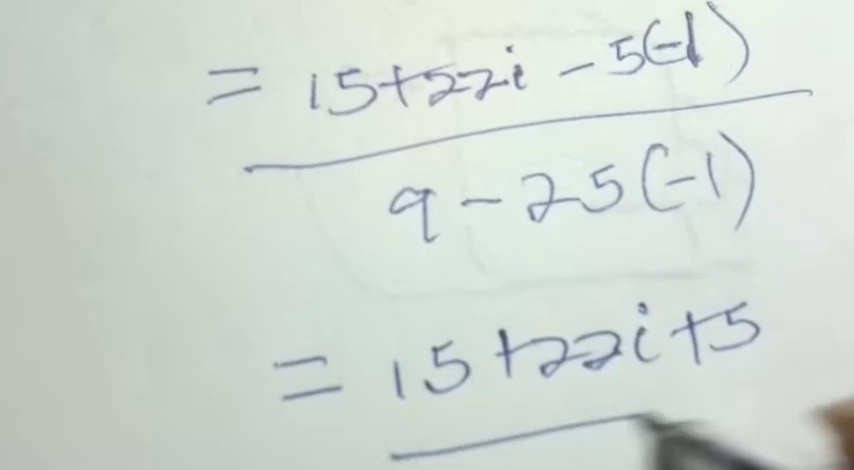 = 15+22i - 5(-1)
9 - 25(-1)
= 15+22i+5